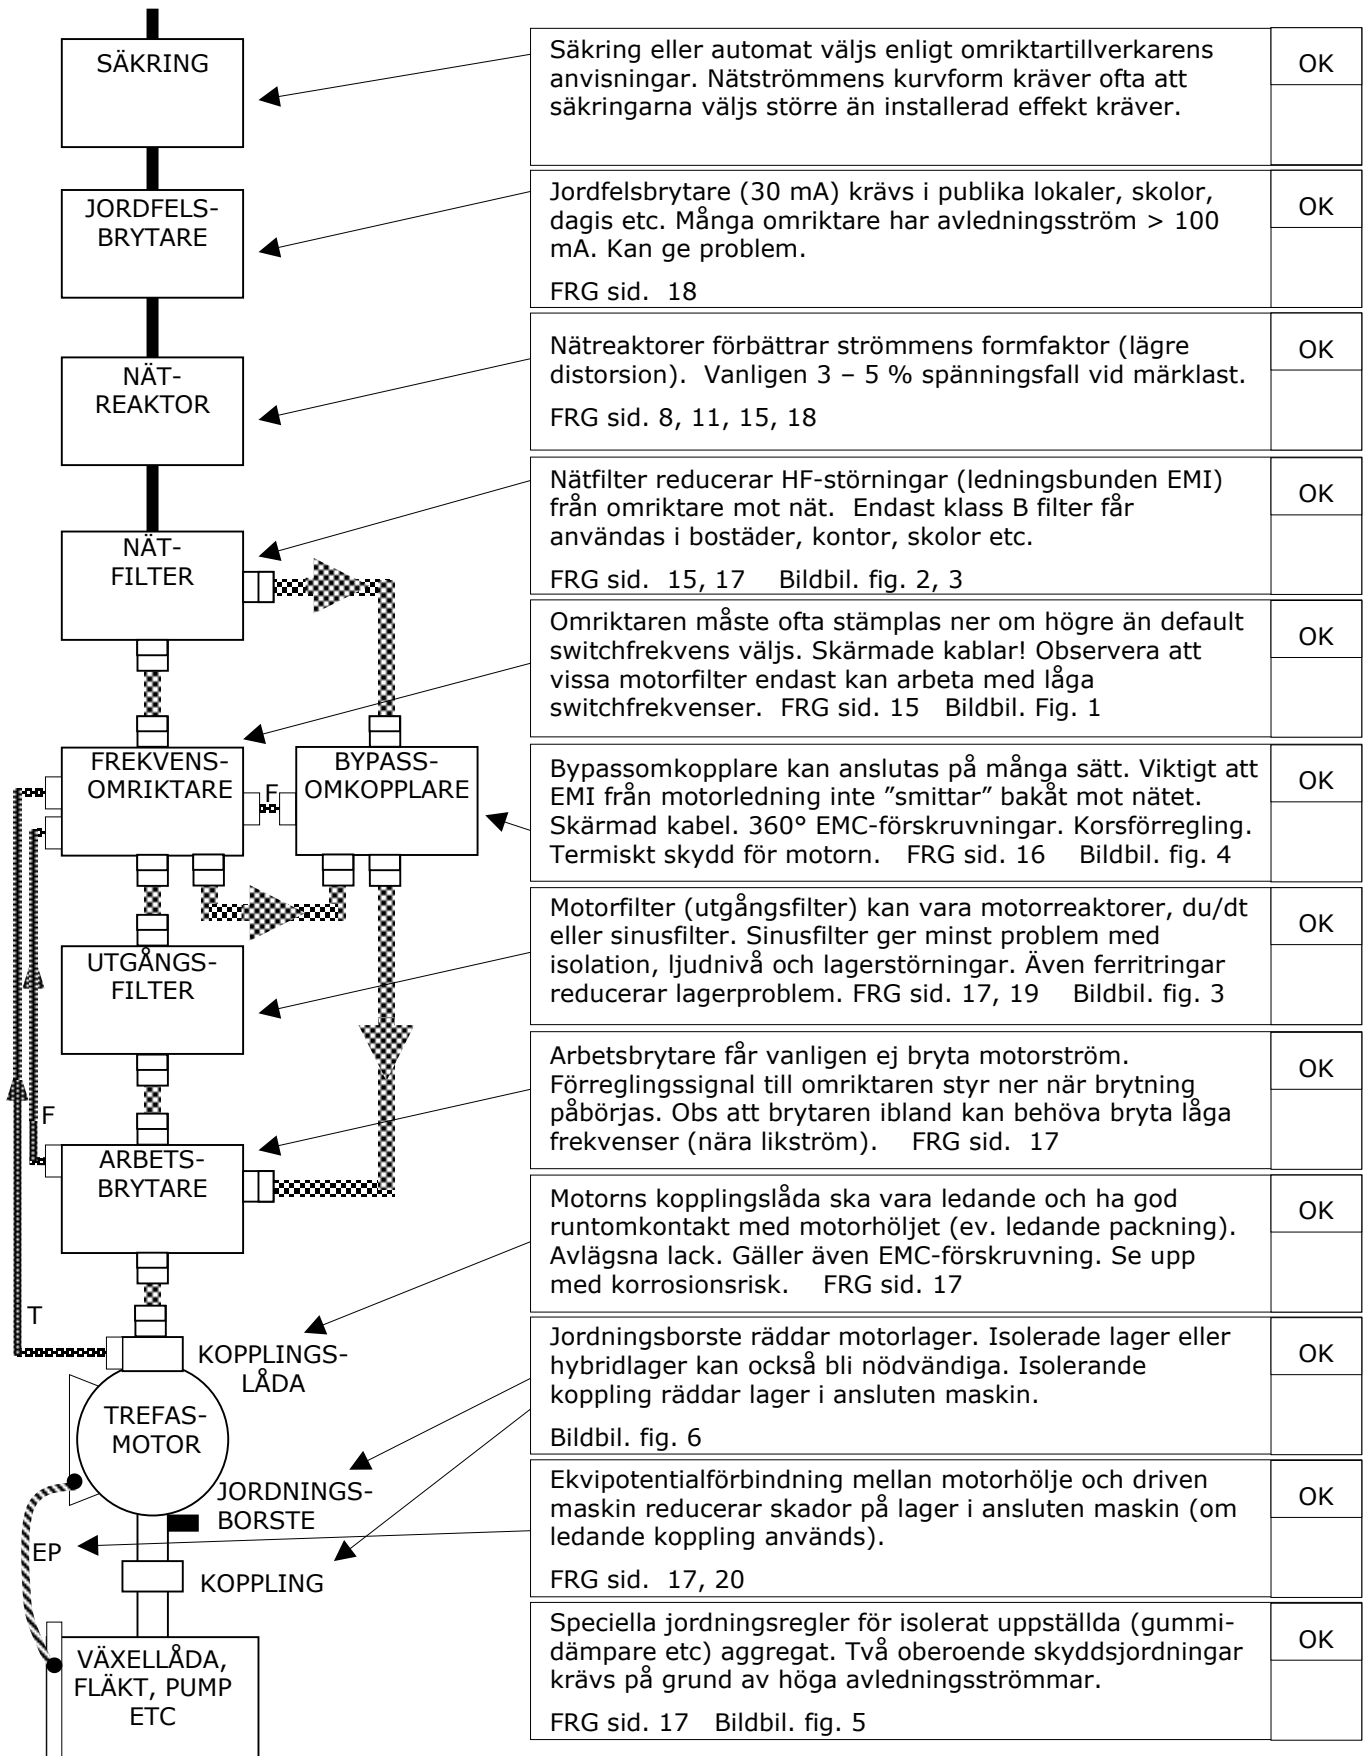 SÄKRING
Säkring eller automat väljs enligt omriktartillverkarens
anvisningar. Nätströmmens kurvform kräver ofta att
säkringarna väljs större än installerad effekt kräver.
OK
JORDFELS-
BRYTARE
Jordfelsbrytare (30 mA) krävs i publika lokaler, skolor,
dagis etc. Många omriktare har avledningsström > 100
mA. Kan ge problem.
FRG sid. 18
OK
NÄT-
REAKTOR
Nätreaktorer förbättrar strömmens formfaktor (lägre
distorsion). Vanligen 3 – 5 % spänningsfall vid märklast.
FRG sid. 8, 11, 15, 18
OK
NÄT-
FILTER
Nätfilter reducerar HF-störningar (ledningsbunden EMI)
från omriktare mot nät. Endast klass B filter får
användas i bostäder, kontor, skolor etc.
FRG sid. 15, 17 Bildbil. fig. 2, 3
OK
Omriktaren måste ofta stämplas ner om högre än default
switchfrekvens väljs. Skärmade kablar! Observera att
vissa motorfilter endast kan arbeta med låga
switchfrekvenser. FRG sid. 15 Bildbil. Fig. 1
OK
FREKVENS-
OMRIKTARE
F
BYPASS-
OMKOPPLARE
Bypassomkopplare kan anslutas på många sätt. Viktigt att
EMI från motorledning inte ”smittar” bakåt mot nätet.
Skärmad kabel. 360° EMC-förskruvningar. Korsförregling.
Termiskt skydd för motorn. FRG sid. 16 Bildbil. fig. 4
OK
UTGÅNGS-
FILTER
Motorfilter (utgångsfilter) kan vara motorreaktorer, du/dt
eller sinusfilter. Sinusfilter ger minst problem med
isolation, ljudnivå och lagerstörningar. Även ferritringar
reducerar lagerproblem. FRG sid. 17, 19 Bildbil. fig. 3
OK
F
ARBETS-
BRYTARE
Arbetsbrytare får vanligen ej bryta motorström.
Förreglingssignal till omriktaren styr ner när brytning
påbörjas. Obs att brytaren ibland kan behöva bryta låga
frekvenser (nära likström). FRG sid. 17
OK
Motorns kopplingslåda ska vara ledande och ha god
runtomkontakt med motorhöljet (ev. ledande packning).
Avlägsna lack. Gäller även EMC-förskruvning. Se upp
med korrosionsrisk. FRG sid. 17
OK
T
KOPPLINGS-
LÅDA
TREFAS-
MOTOR
Jordningsborste räddar motorlager. Isolerade lager eller
hybridlager kan också bli nödvändiga. Isolerande
koppling räddar lager i ansluten maskin.
Bildbil. fig. 6
OK
JORDNINGS-
BORSTE
EP
KOPPLING
Ekvipotentialförbindning mellan motorhölje och driven
maskin reducerar skador på lager i ansluten maskin (om
ledande koppling används).
FRG sid. 17, 20
OK
VÄXELLÅDA,
FLÄKT, PUMP
ETC
Speciella jordningsregler för isolerat uppställda (gummi-
dämpare etc) aggregat. Två oberoende skyddsjordningar
krävs på grund av höga avledningsströmmar.
FRG sid. 17 Bildbil. fig. 5
OK